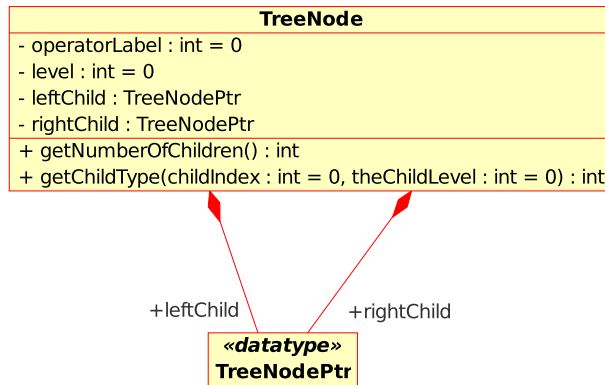 TreeNode
- operatorLabel : int = 0
- level : int = 0
- leftChild : TreeNodePtr
- rightChild : TreeNodePtr
+ getNumberOfChildren() : int
+ getChildType(childIndex : int = 0, theChildLevel : int = 0) : int
+leftChild
+rightChild
«datatype»
TreeNodePtr